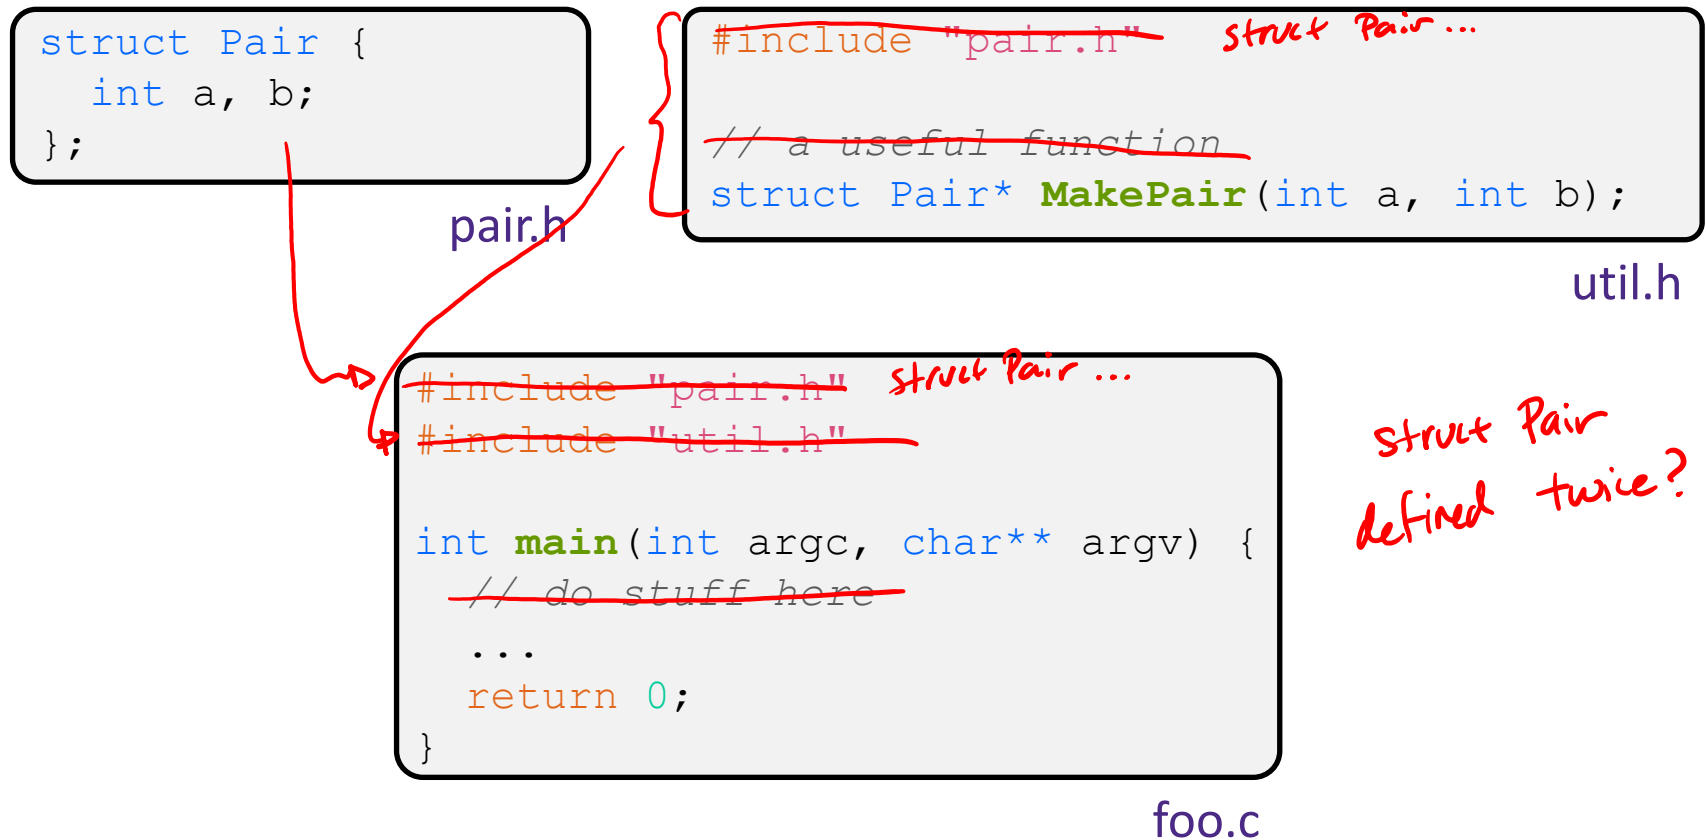 struct Pair {
  int a, b;
};
pair.h
#include "pair.h" struct Pair ...
// a useful function
struct Pair* MakePair(int a, int b);
util.h
#include "pair.h" struct Pair ...
#include "util.h"
int main(int argc, char** argv) {
  // do stuff here
  ...
  return 0;
}
foo.c
struct Pair
defined twice?